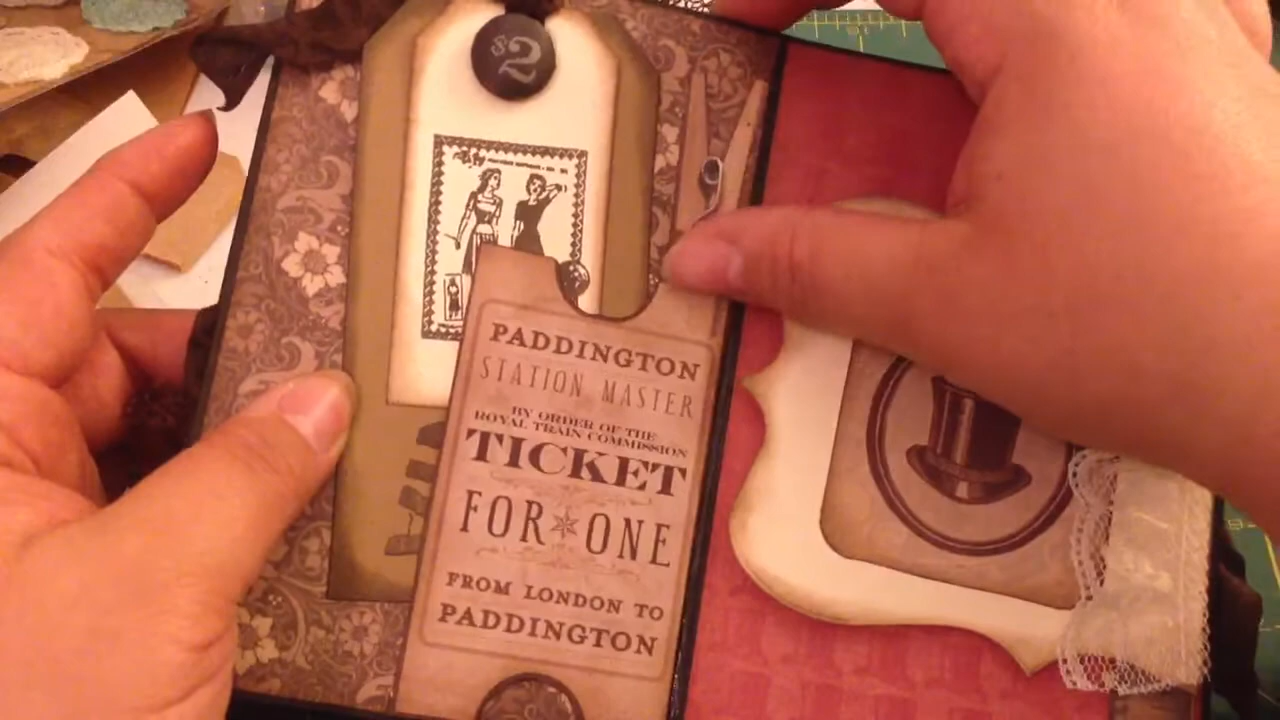 $2
PADDINGTON
STATION MASTER
BY ORDER OF THE
ROYAL TRAIN COMMISSION
TICKET
FOR ONE
FROM LONDON TO
PADDINGTON